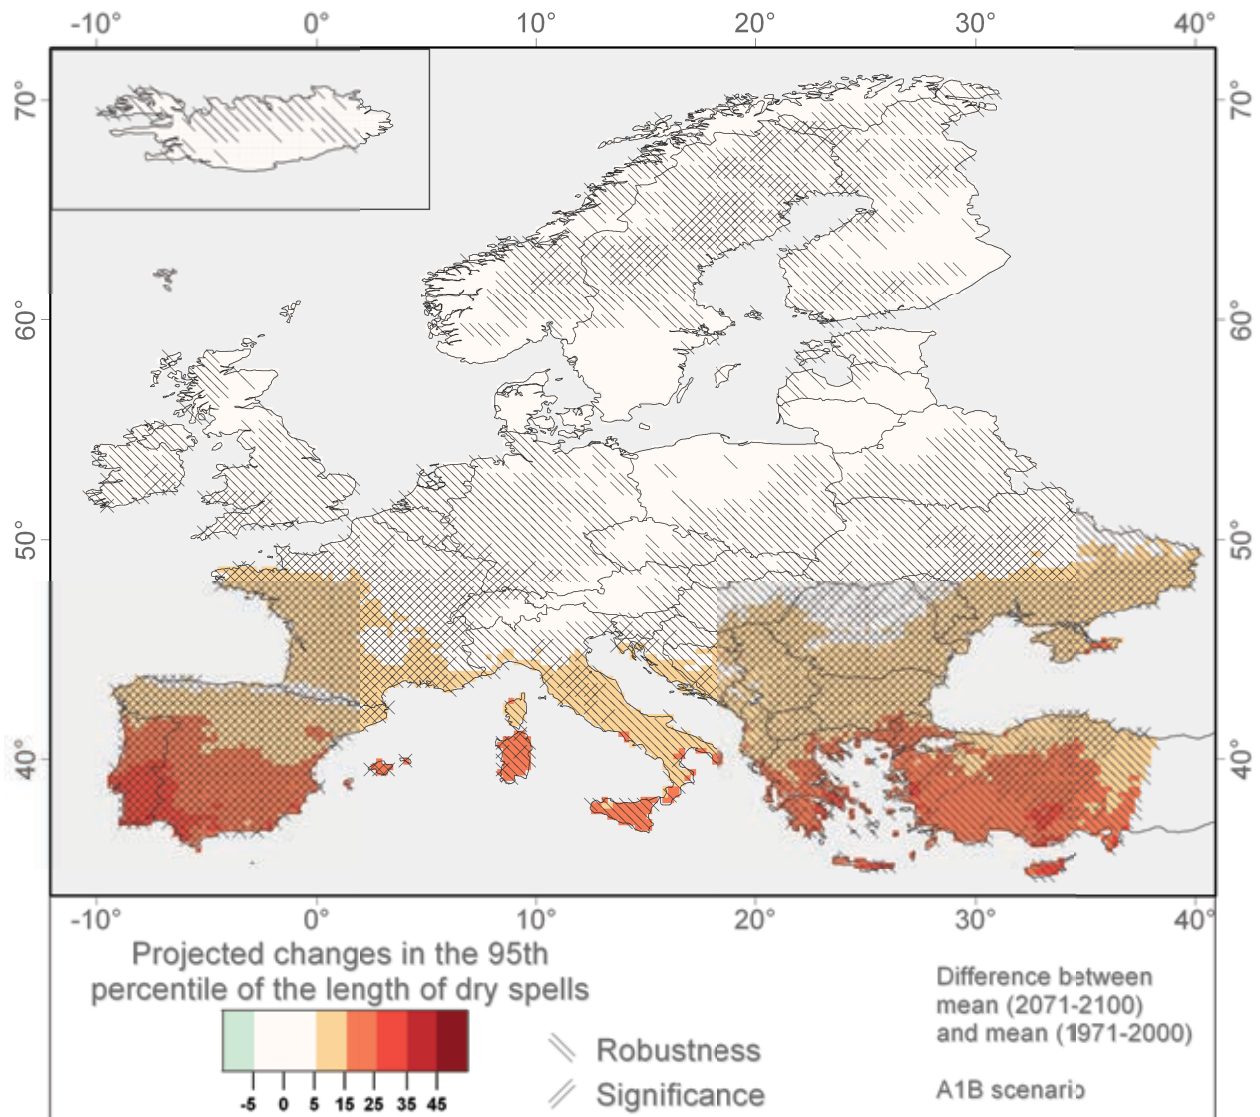 -10° 0° 10° 20° 30° 40°
70° 70°
60° 60°
50° 50°
40° 40°
-10° 0° 10° 20° 30° 40°
Projected changes in the 95th
percentile of the length of dry spells
-5 0 5 15 25 35 45
Robustness
Significance
Difference between
mean (2071-2100)
and mean (1971-2000)
A1B scenario